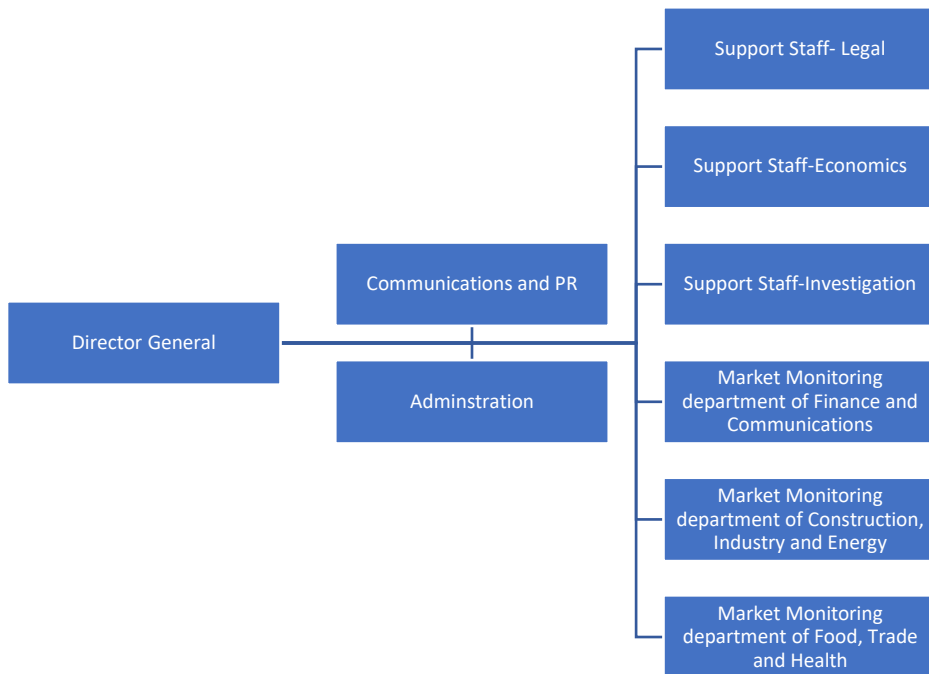 Director General
Communications and PR
Adminstration
Support Staff- Legal
Support Staff-Economics
Support Staff-Investigation
Market Monitoring
department of Finance and
Communications
Market Monitoring
department of Construction,
Industry and Energy
Market Monitoring
department of Food, Trade
and Health